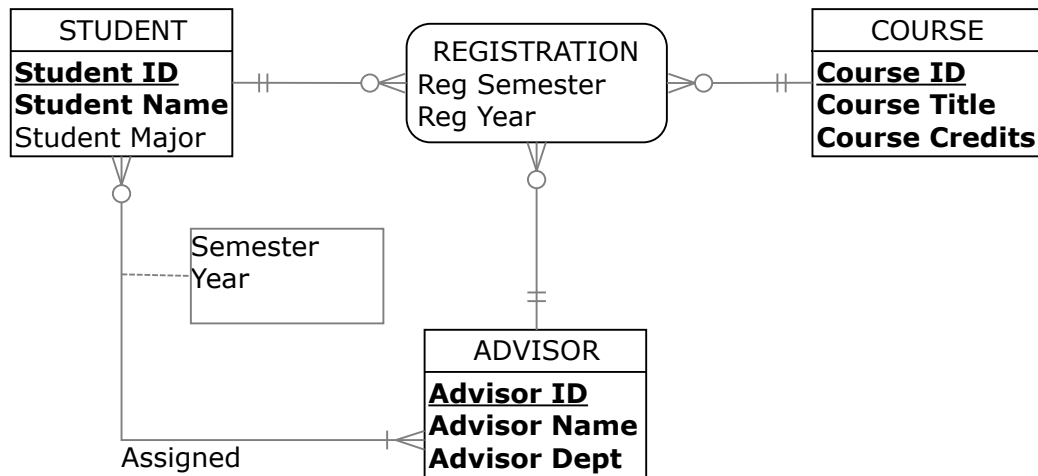 STUDENT
Student ID
Student Name
Student Major
REGISTRATION
Reg Semester
Reg Year
COURSE
Course ID
Course Title
Course Credits
Semester
Year
ADVISOR
Advisor ID
Advisor Name
Advisor Dept
Assigned